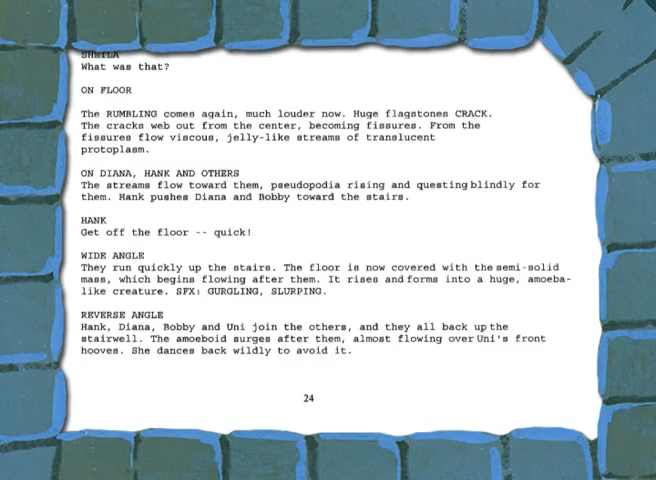 SHEILA
What was that?
ON FLOOR
The RUMBLING comes again, much louder now. Huge flagstones CRACK.
The cracks web out from the center, becoming fissures. From the
fissures flow viscous, jelly-like streams of translucent
protoplasm.
ON DIANA, HANK AND OTHERS
The streams flow toward them, pseudopodia rising and questing blindly for
them. Hank pushes Diana and Bobby toward the stairs.
HANK
Get off the floor -- quick!
WIDE ANGLE
They run quickly up the stairs. The floor is now covered with the semi-solid
mass, which begins flowing after them. It rises and forms into a huge, amoeba-
like creature. SFX: GURGLING, SLURPING.
REVERSE ANGLE
Hank, Diana, Bobby and Uni join the others, and they all back up the
stairwell. The amoeboid surges after them, almost flowing over Uni's front
hooves. She dances back wildly to avoid it.
24